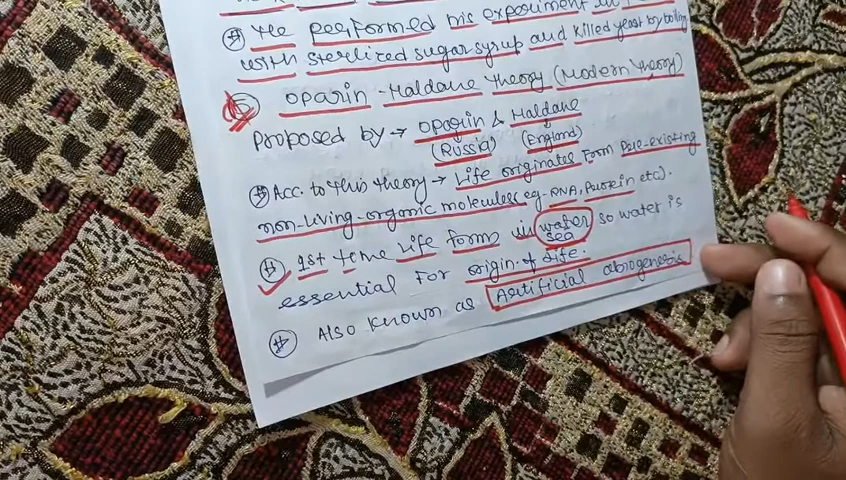 # He performed his experiment in
with sterlized sugar syrup and killed yeast by boiling
Oparin-Haldane Theory (Modern Theory)
Proposed by → Oparin & Haldane
(Russia) (England)
# Acc. to this theory → Life originates form pre-existing
non-living-organic molecules eg. RNA, Protein etc).
# 1st time Life form in water so water is
sea
essential for origin of life.
# Also known as Artificial abiogenesis